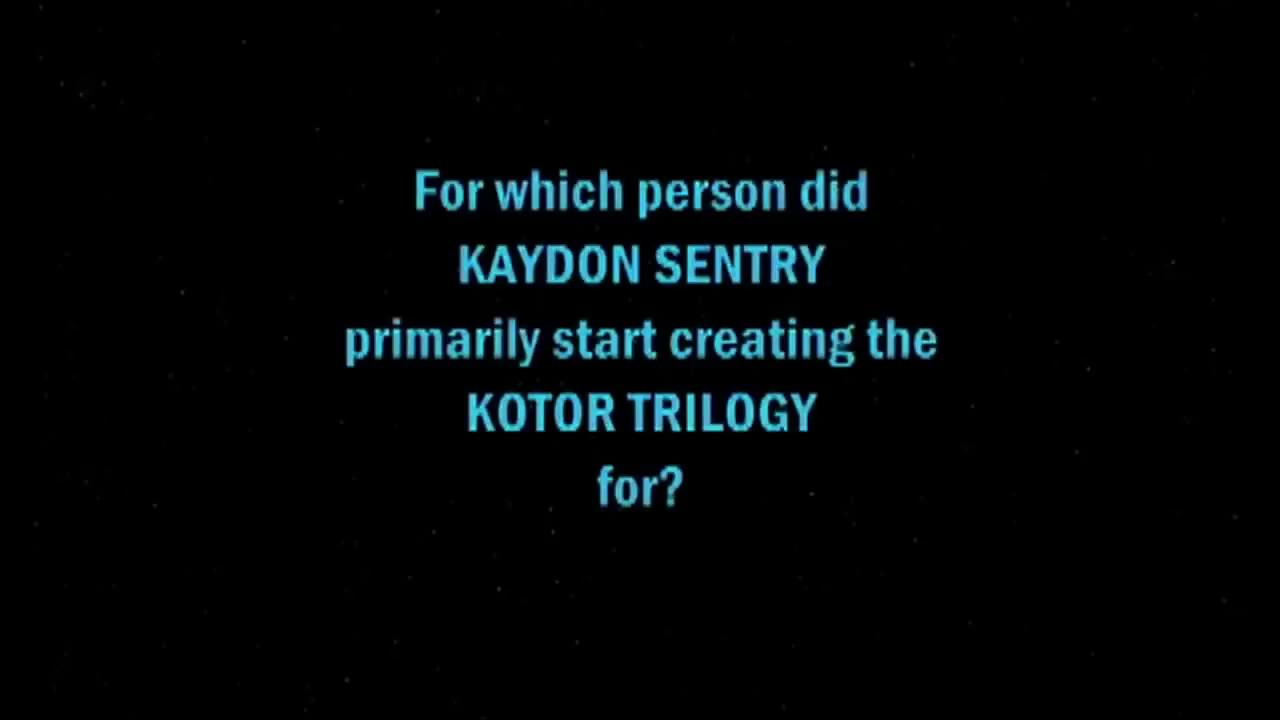 For which person did
KAYDON SENTRY
primarily start creating the
KOTOR TRILOGY
for?